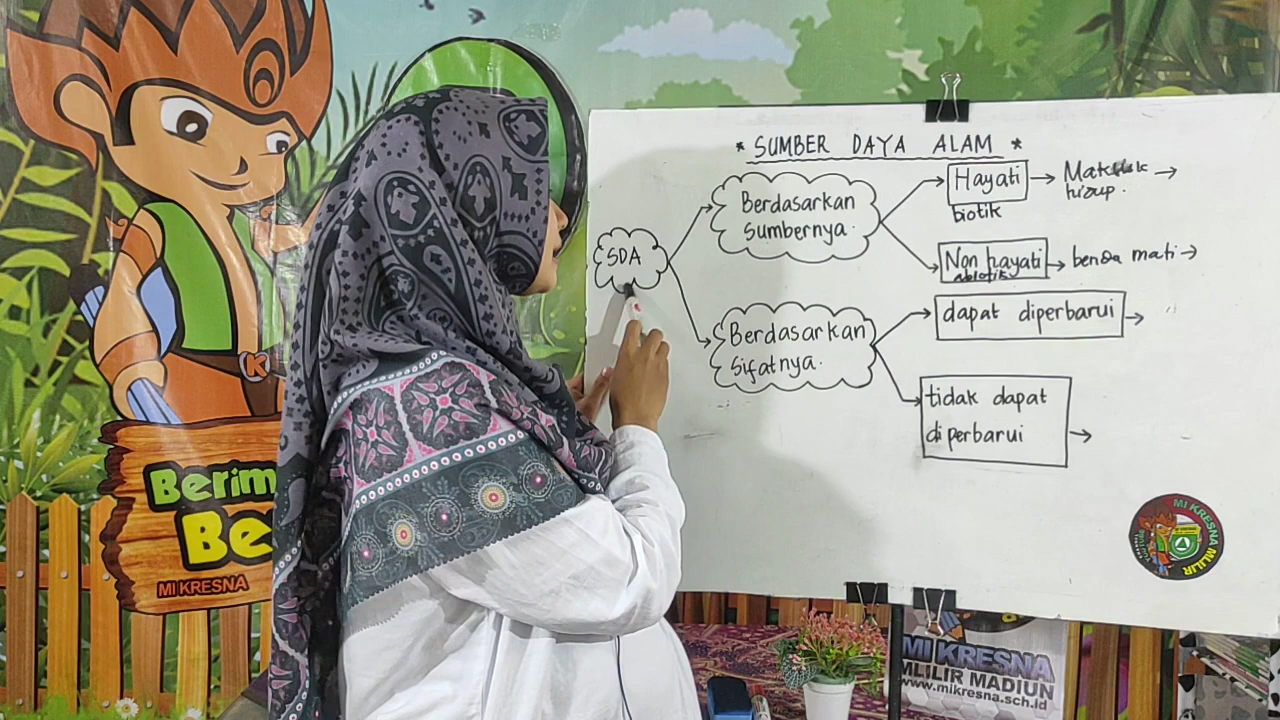 * SUMBER DAYA ALAM *
SDA
Berdasarkan
Sumbernya.
Hayati
biotik
hidup.
Non hayati
abiotik
benda mati
Berdasarkan
Sifatnya.
dapat diperbarui
tidak dapat
diperbarui
Berim
Be
MI KRESNA
K
MI KRESNA MLILIR
MI KRESNA
MLILIR MADIUN
www.mikresna.sch.id